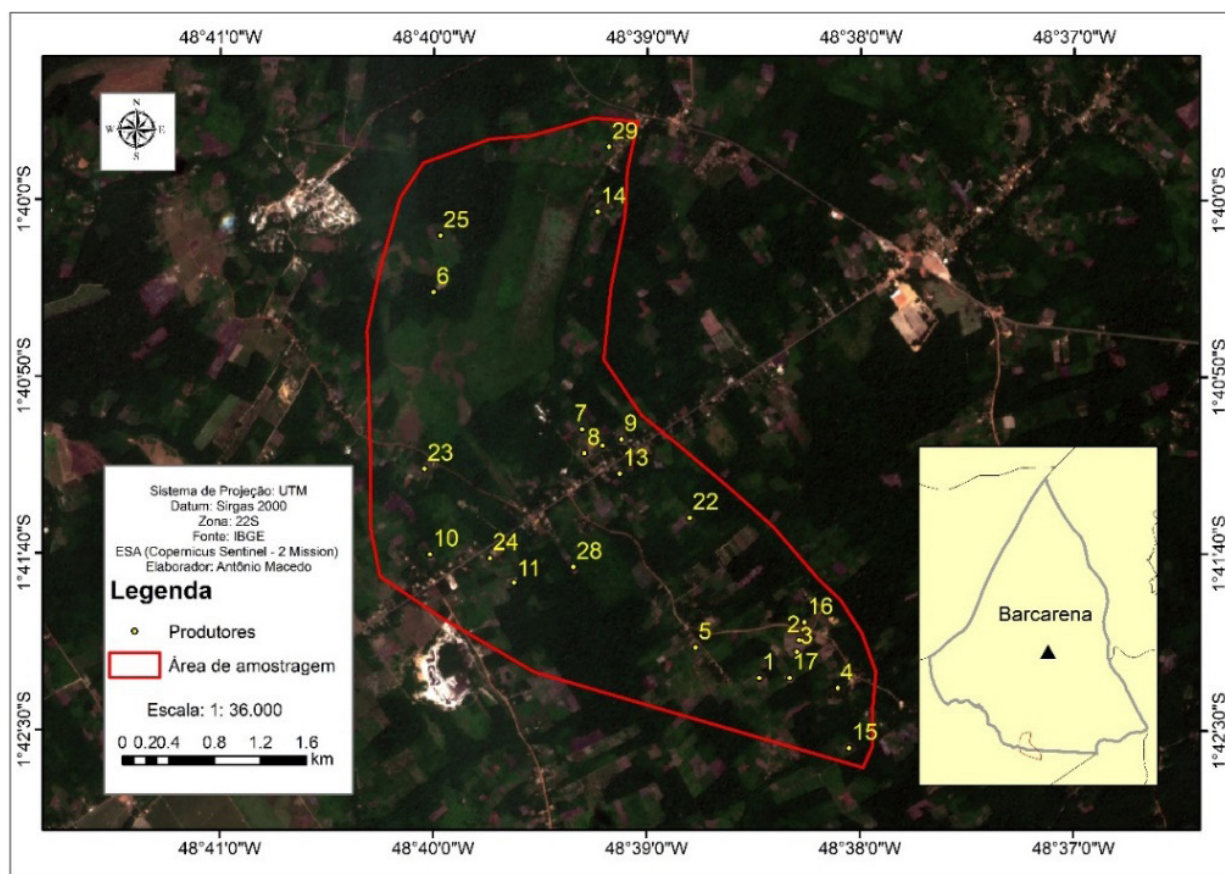 48°41'0"W 48°40'0"W 48°39'0"W 48°38'0"W 48°37'0"W
N
W E
S
29
1°40'0"S 1°40'0"S
14
25
6
1°40'50"S 1°40'50"S
7 9
8
13
23
22
Sistema de Projeção: UTM
Datum: Sirgas 2000
Zona: 22S
Fonte: IBGE
ESA (Copernicus Sentinel - 2 Mission)
Elaborador: Antônio Macedo
Legenda
Produtores
Área de amostragem
Escala: 1: 36.000
0 0.20.4 0.8 1.2 1.6
km
10 24 28
11
1°41'40"S 1°41'40"S
16
2
3
5
17
1
4
15
Barcarena
1°42'30"S 1°42'30"S
48°41'0"W 48°40'0"W 48°39'0"W 48°38'0"W 48°37'0"W